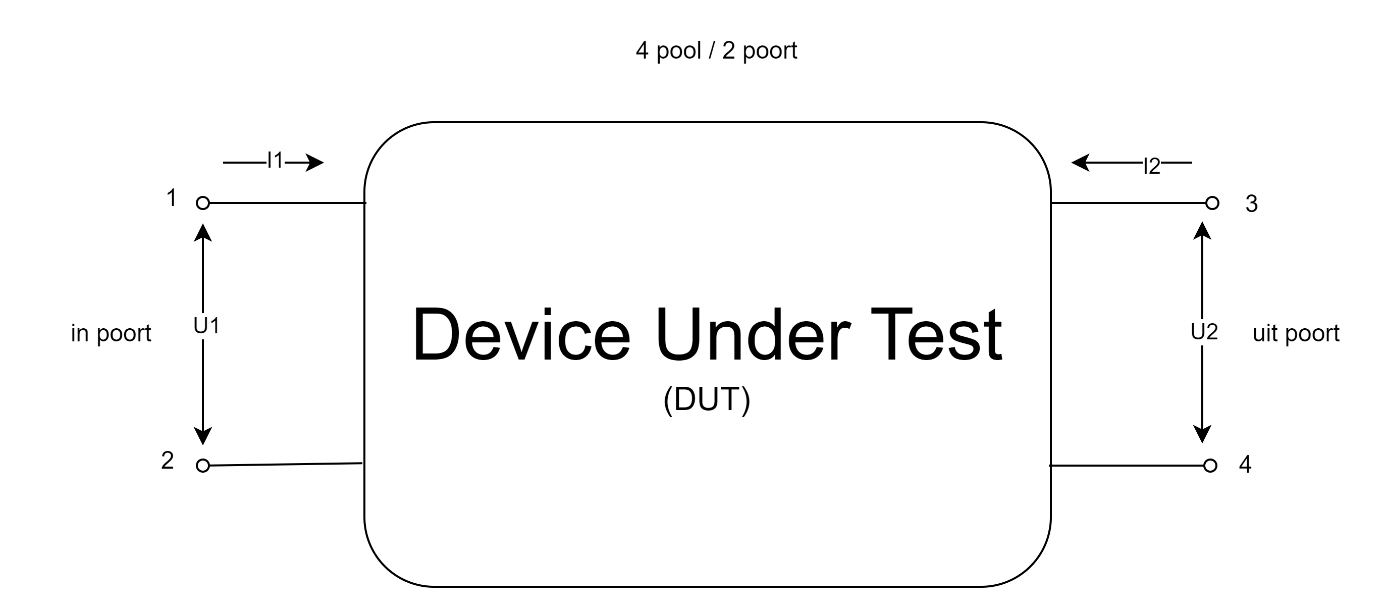 4 pool / 2 poort
I1
I2
1
3
in poort
U1
Device Under Test
(DUT)
U2
uit poort
2
4